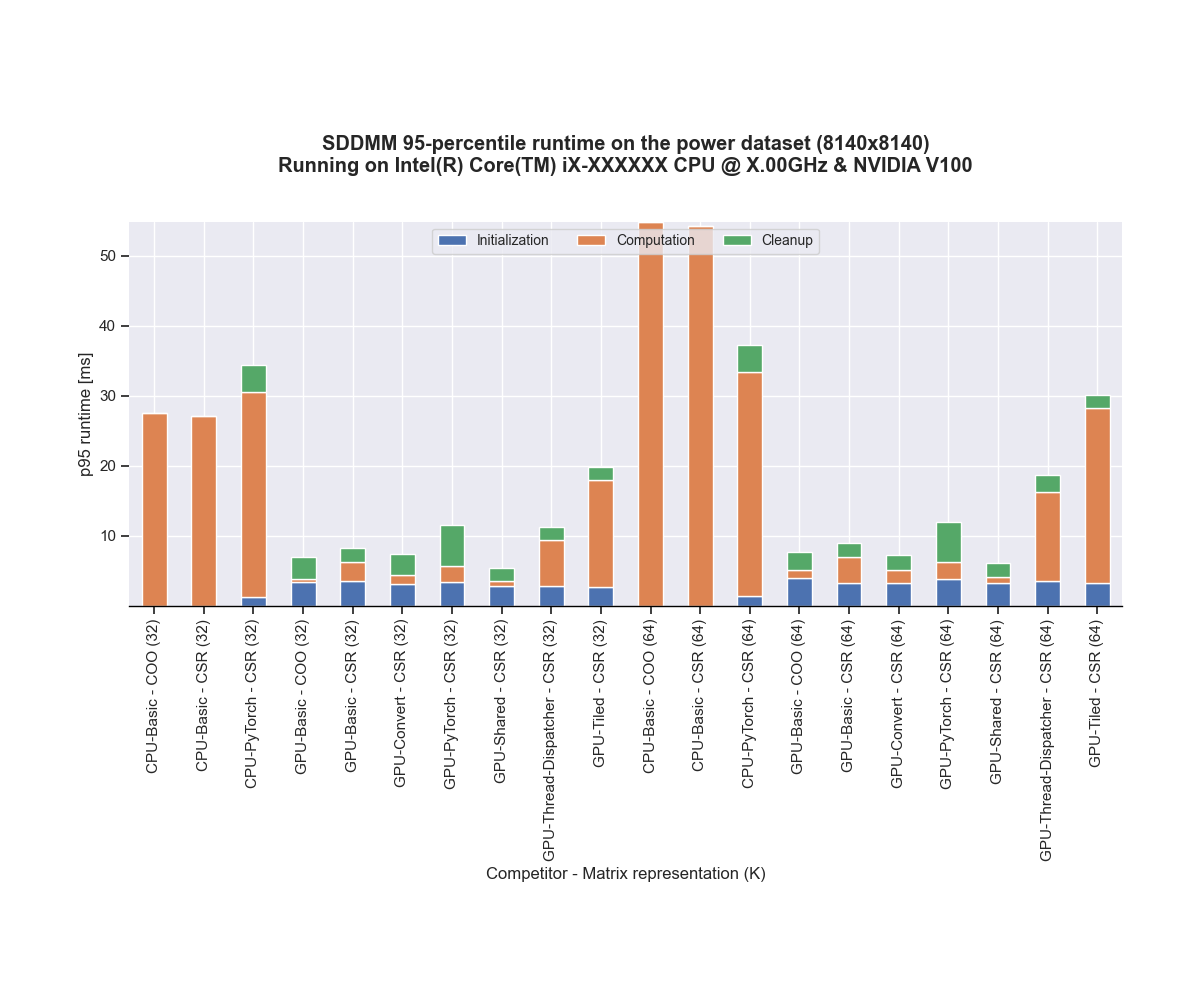 SDDMM 95-percentile runtime on the power dataset (8140x8140)
Running on Intel(R) Core(TM) iX-XXXXXX CPU @ X.00GHz & NVIDIA V100
Initialization
Computation
Cleanup
p95 runtime [ms]
50
40
30
20
10
CPU-Basic - COO (32)
CPU-Basic - CSR (32)
CPU-PyTorch - CSR (32)
GPU-Basic - COO (32)
GPU-Basic - CSR (32)
GPU-Convert - CSR (32)
GPU-PyTorch - CSR (32)
GPU-Shared - CSR (32)
GPU-Thread-Dispatcher - CSR (32)
GPU-Tiled - CSR (32)
CPU-Basic - COO (64)
CPU-Basic - CSR (64)
CPU-PyTorch - CSR (64)
GPU-Basic - COO (64)
GPU-Basic - CSR (64)
GPU-Convert - CSR (64)
GPU-PyTorch - CSR (64)
GPU-Shared - CSR (64)
GPU-Thread-Dispatcher - CSR (64)
GPU-Tiled - CSR (64)
Competitor - Matrix representation (K)